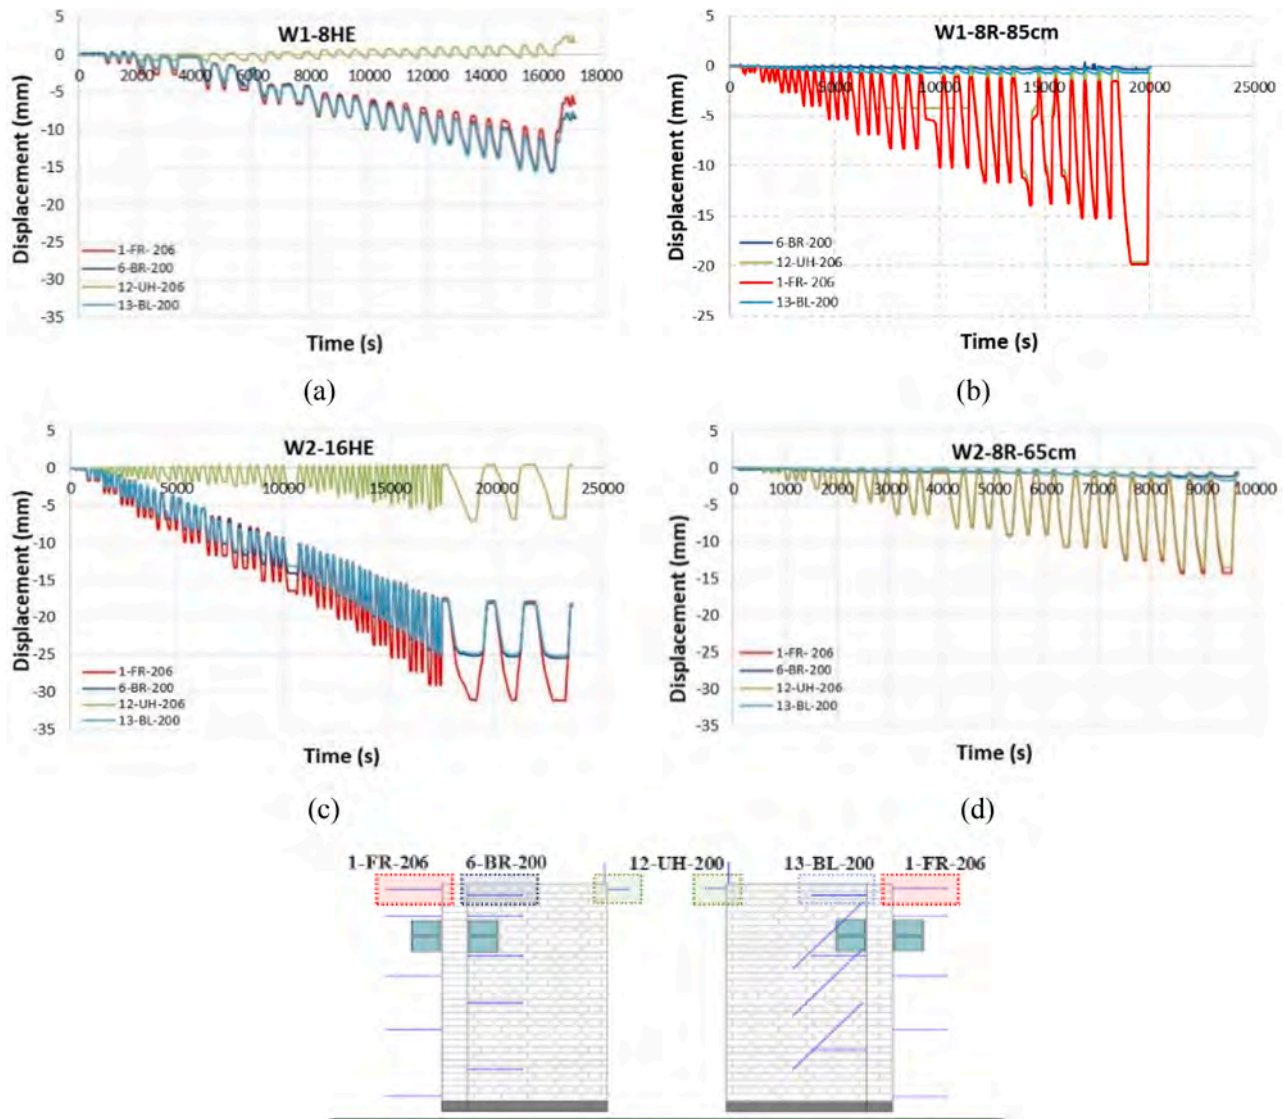 W1-8HE
Displacement (mm)
5
0
-5
-10
-15
-20
-25
-30
-35
0 2000 4000 6000 8000 10000 12000 14000 16000 18000
1-FR- 206
6-BR-200
12-UH-206
13-BL-200
Time (s)
(a)
W1-8R-85cm
Displacement (mm)
5
0
-5
-10
-15
-20
-25
0 5000 10000 15000 20000 25000
6-BR-200
12-UH-206
1-FR- 206
13-BL-200
Time (s)
(b)
W2-16HE
Displacement (mm)
5
0
-5
-10
-15
-20
-25
-30
-35
0 5000 10000 15000 20000 25000
1-FR-206
6-BR-200
12-UH-206
13-BL-200
Time (s)
(c)
W2-8R-65cm
Displacement (mm)
5
0
-5
-10
-15
-20
-25
-30
-35
0 1000 2000 3000 4000 5000 6000 7000 8000 9000 10000
1-FR- 206
6-BR-200
12-UH-206
13-BL-200
Time (s)
(d)
1-FR-206 6-BR-200 12-UH-200 13-BL-200 1-FR-206